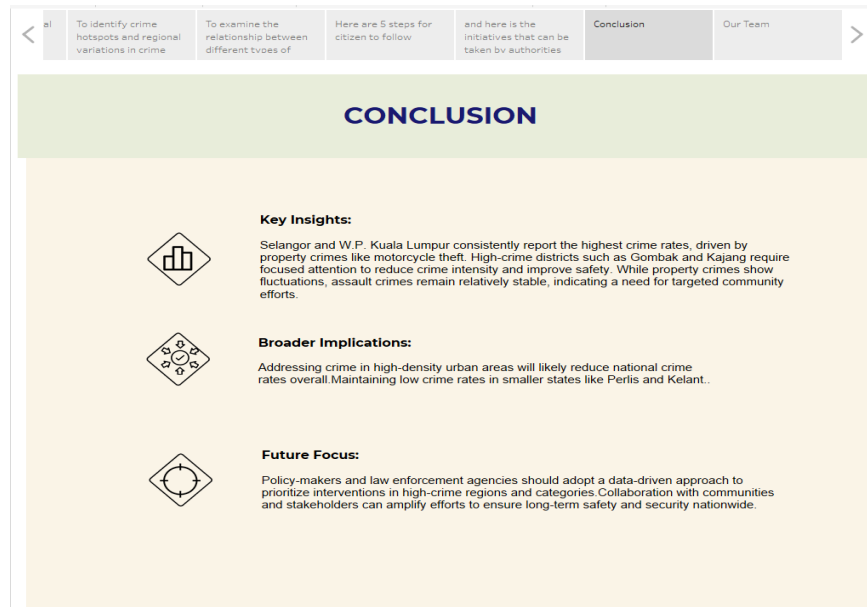 al
To identify crime
hotspots and regional
variations in crime
To examine the
relationship between
different types of
Here are 5 steps for
citizen to follow
and here is the
initiatives that can be
taken by authorities
Conclusion
Our Team
CONCLUSION
Key Insights:
Selangor and W.P. Kuala Lumpur consistently report the highest crime rates, driven by
property crimes like motorcycle theft. High-crime districts such as Gombak and Kajang require
focused attention to reduce crime intensity and improve safety. While property crimes show
fluctuations, assault crimes remain relatively stable, indicating a need for targeted community
efforts.
Broader Implications:
Addressing crime in high-density urban areas will likely reduce national crime
rates overall.Maintaining low crime rates in smaller states like Perlis and Kelant..
Future Focus:
Policy-makers and law enforcement agencies should adopt a data-driven approach to
prioritize interventions in high-crime regions and categories.Collaboration with communities
and stakeholders can amplify efforts to ensure long-term safety and security nationwide.